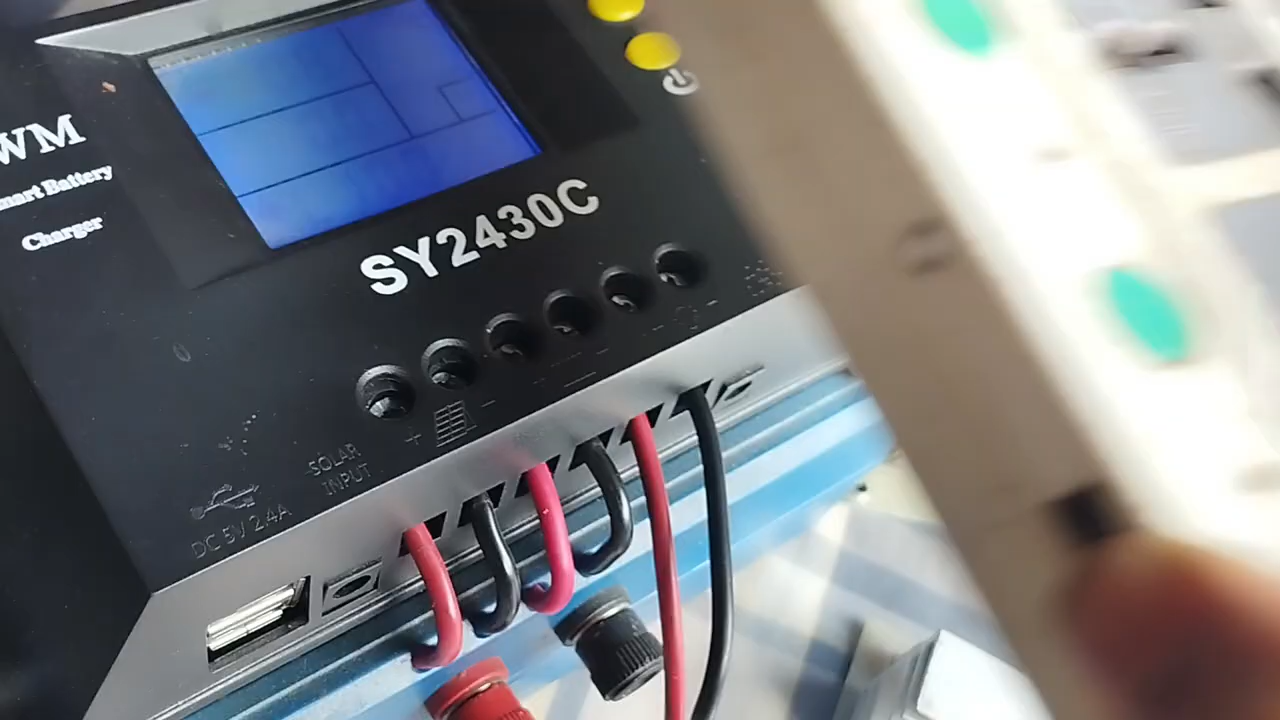 WM
mart Battery
Charger
SY2430C
SOLAR
INPUT
DC 5V 2.4A